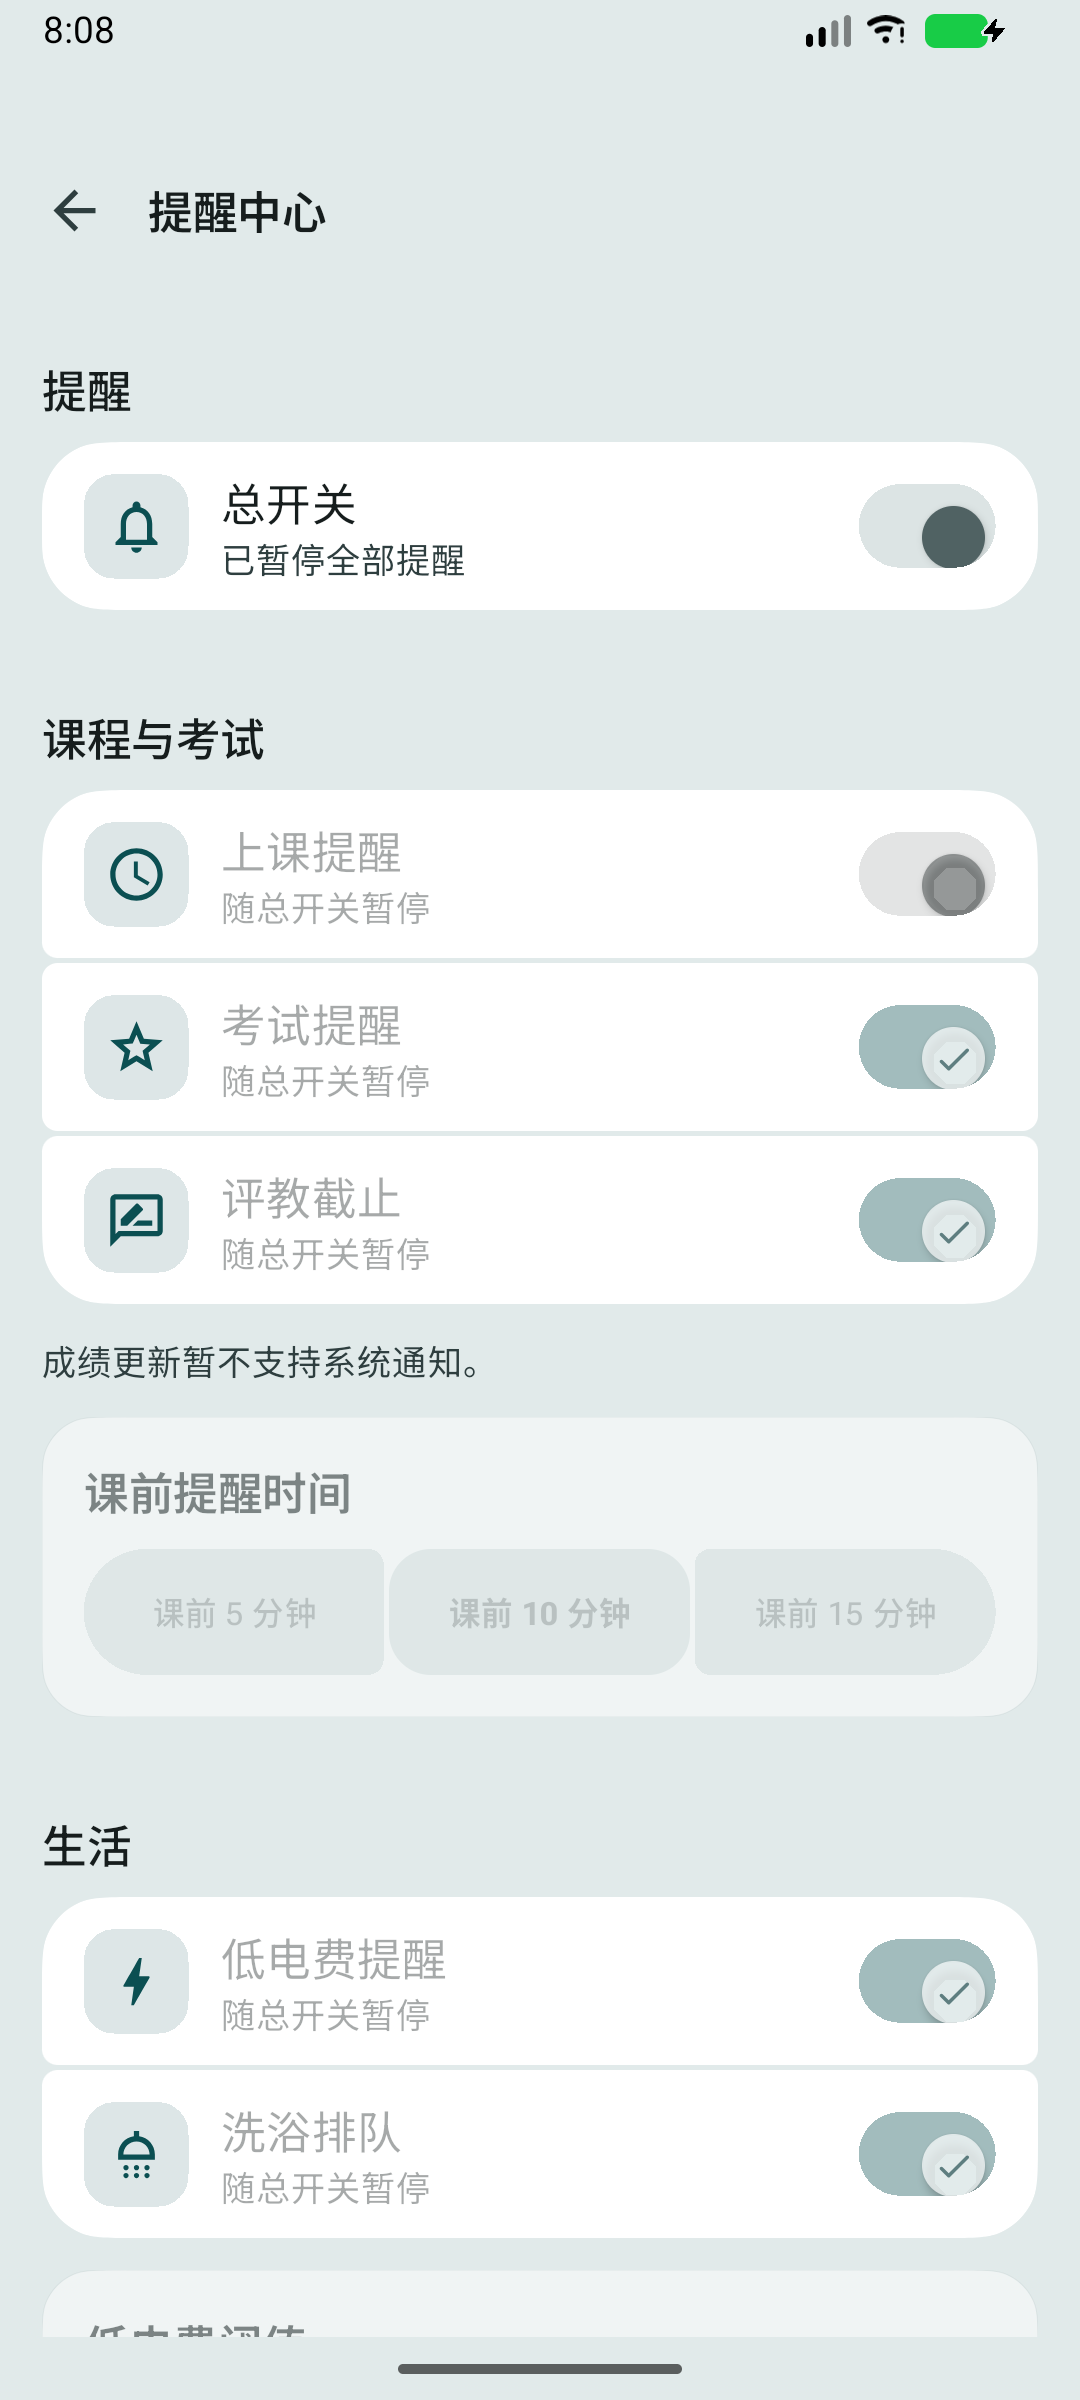 8:08
提醒中心
提醒
总开关
已暂停全部提醒
课程与考试
上课提醒
随总开关暂停
考试提醒
随总开关暂停
评教截止
随总开关暂停
成绩更新暂不支持系统通知。
课前提醒时间
课前 5 分钟
课前 10 分钟
课前 15 分钟
生活
低电费提醒
随总开关暂停
洗浴排队
随总开关暂停